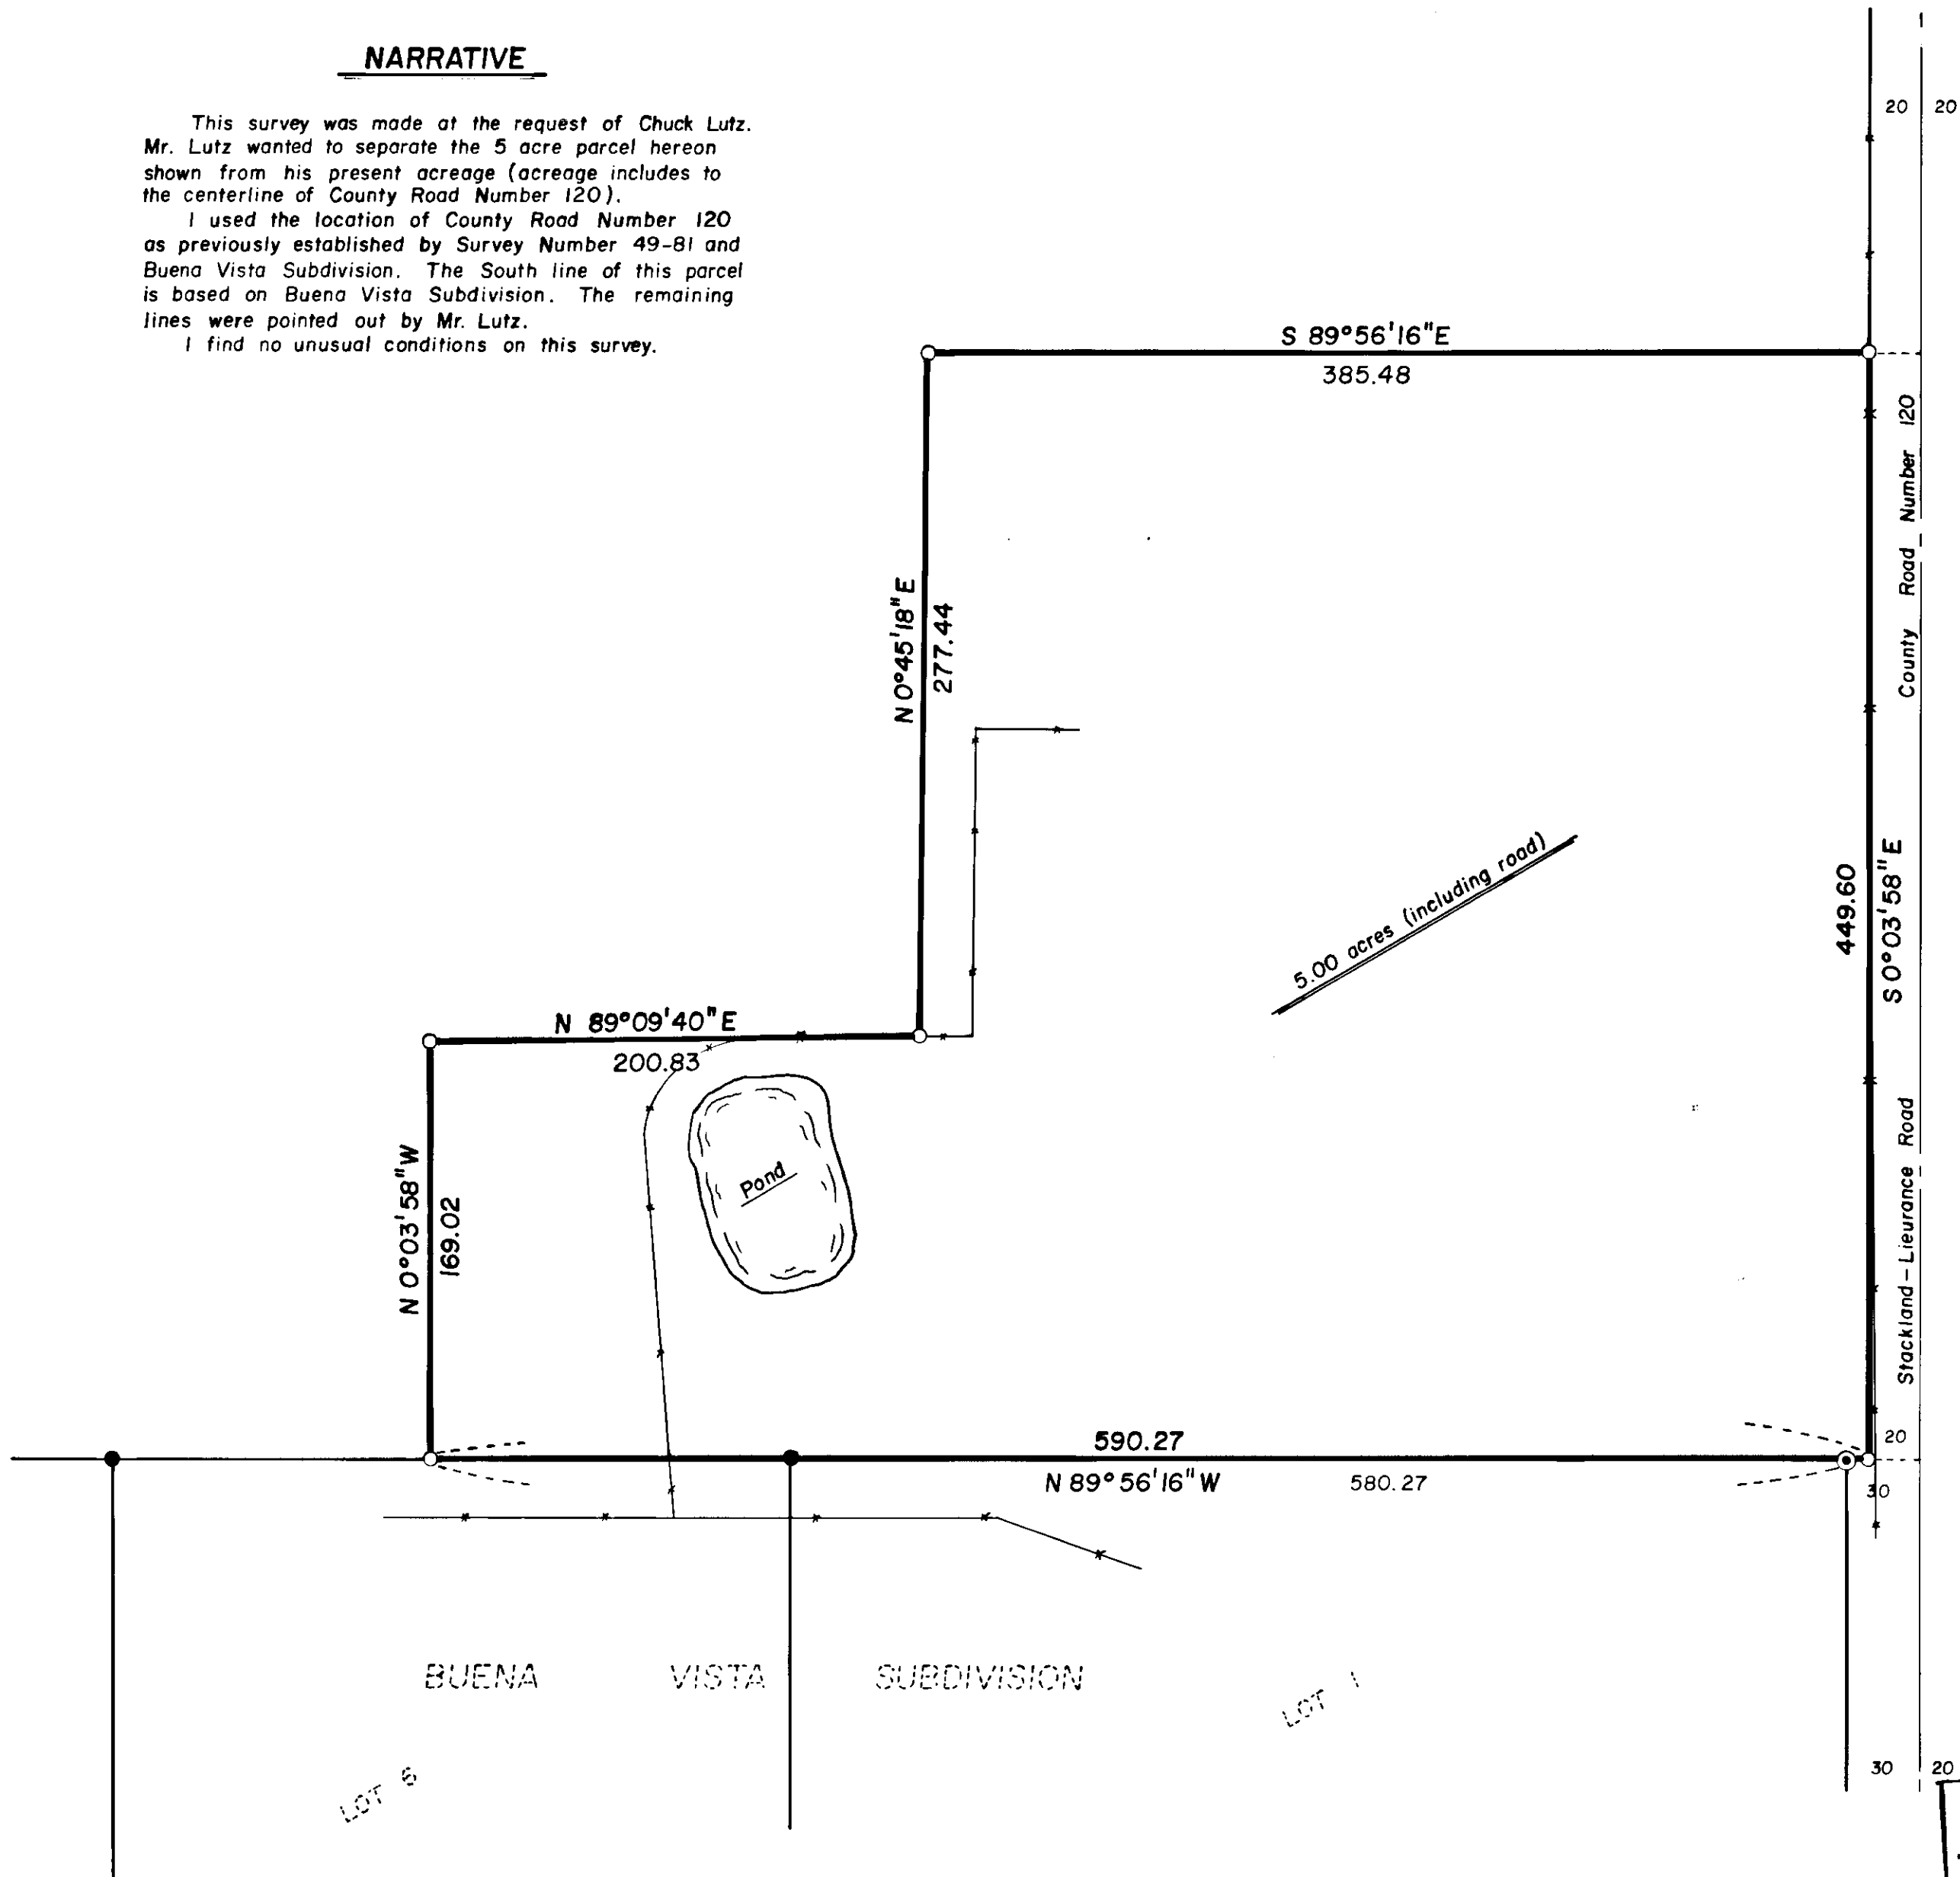 NARRATIVE
This survey was made at the request of Chuck Lutz.
Mr. Lutz wanted to separate the 5 acre parcel hereon
shown from his present acreage (acreage includes to
the centerline of County Road Number 120).
I used the location of County Road Number 120
as previously established by Survey Number 49-81 and
Buena Vista Subdivision. The South line of this parcel
is based on Buena Vista Subdivision. The remaining
lines were pointed out by Mr. Lutz.
I find no unusual conditions on this survey.
20 20
S 89°56'16"E
385.48
County Road Number 120
N 0°45'18"E
277.44
5.00 acres (including road)
449.60
S 0°03'58"E
N 89°09'40"E
200.83
Pond
N 0°03'58"W
169.02
Stackland-Lieurance Road
590.27
20
N 89°56'16"W
580.27
30
BUENA VISTA SUBDIVISION
LOT 1
LOT 6
30 20